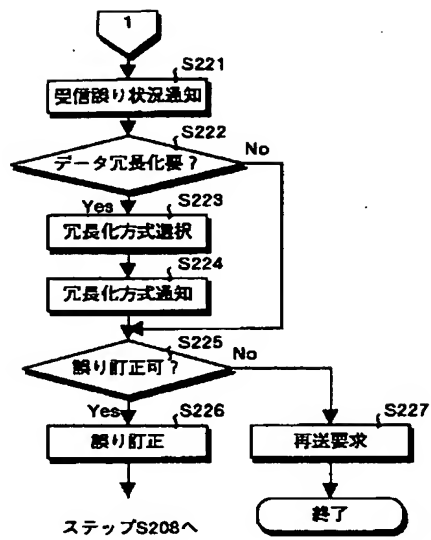 1
S221
受信誤り状況通知
S222
データ冗長化要？
No
Yes
S223
冗長化方式選択
S224
冗長化方式通知
S225
誤り訂正可？
No
Yes
S226
S227
誤り訂正
再送要求
ステップS208へ
終了